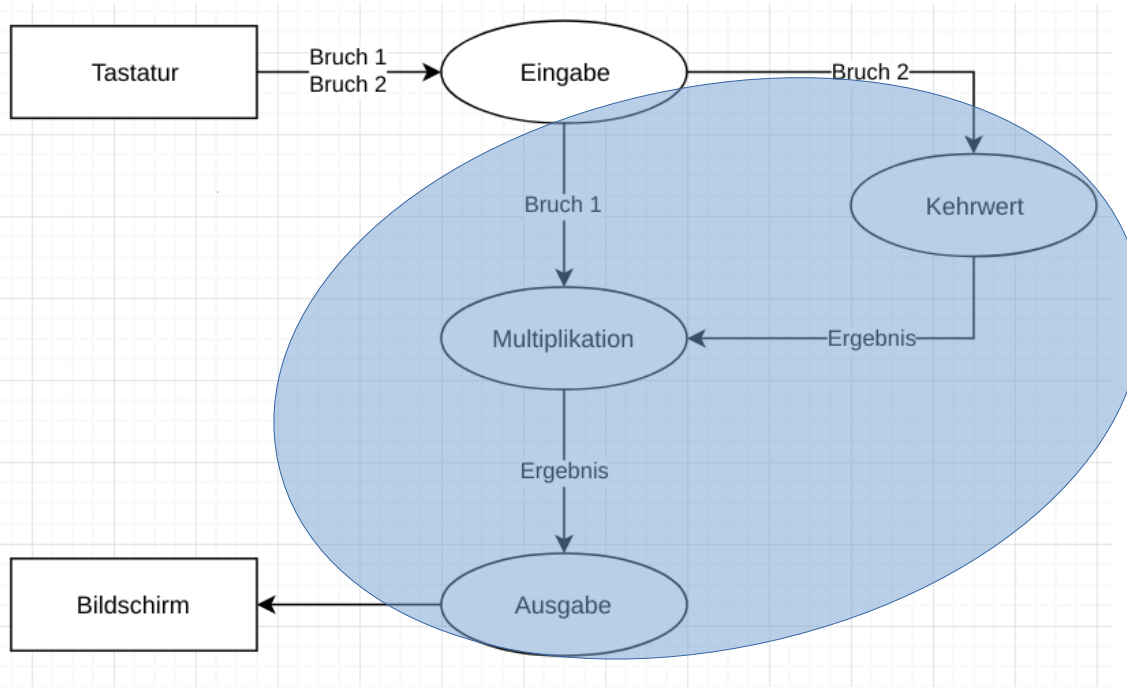 Tastatur
Bruch 1
Bruch 2
Eingabe
Bruch 2
Bruch 1
Kehrwert
Multiplikation
Ergebnis
Ergebnis
Bildschirm
Ausgabe